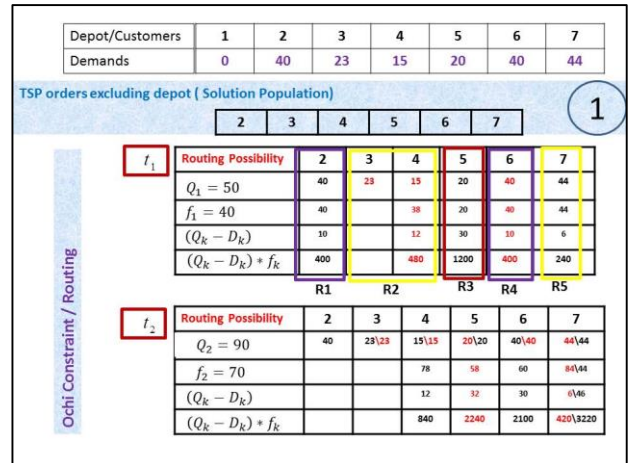 Depot/Customers 1 2 3 4 5 6 7
Demands 0 40 23 15 20 40 44
TSP orders excluding depot ( Solution Population)
1
2 3 4 5 6 7
Ochi Constraint / Routing
t₁ Routing Possibility 2 3 4 5 6 7
Q₁ = 50 40 23 15 20 40 44
f₁ = 40 40 38 20 40 44
(Qₖ − Dₖ) 10 12 30 10 6
(Qₖ − Dₖ) * fₖ 400 480 1200 400 240
R1 R2 R3 R4 R5
t₂ Routing Possibility 2 3 4 5 6 7
Q₂ = 90 40 23\23 15\15 20\20 40\40 44\44
f₂ = 70 78 58 60 84\44
(Qₖ − Dₖ) 12 32 30 6\46
(Qₖ − Dₖ) * fₖ 840 2240 2100 420\3220